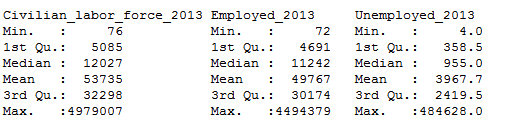 Civilian_labor_force_2013 Employed_2013 Unemployed_2013
Min.   :     76 Min.   :     72 Min.   :     4.0
1st Qu.:   5085 1st Qu.:   4691 1st Qu.:   358.5
Median :  12027 Median :  11242 Median :   955.0
Mean   :  53735 Mean   :  49767 Mean   :  3967.7
3rd Qu.:  32298 3rd Qu.:  30174 3rd Qu.:  2419.5
Max.   :4979007 Max.   :4494379 Max.   :484628.0